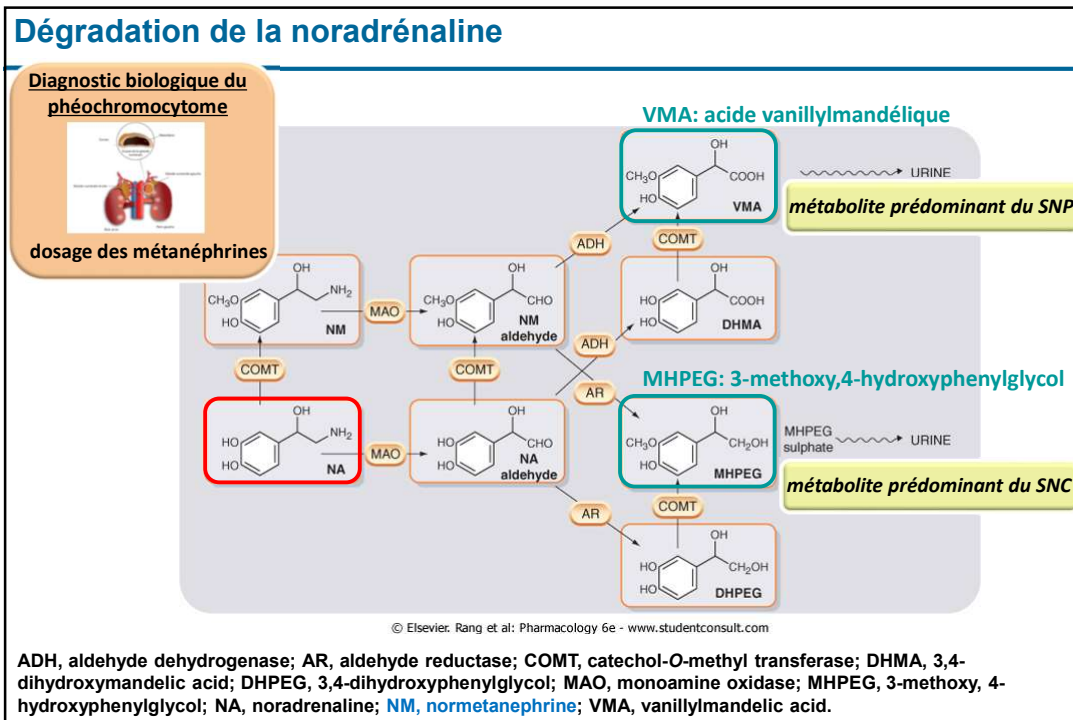 Dégradation de la noradrénaline
Diagnostic biologique du
phéochromocytome
dosage des métanéphrines
VMA: acide vanillylmandélique
OH
CH3O
COOH
HO
VMA
URINE
métabolite prédominant du SNP
ADH
COMT
OH
CH3O
NH2
HO
NM
MAO
OH
CH3O
CHO
HO
NM
aldehyde
OH
HO
COOH
HO
DHMA
ADH
COMT
COMT
AR
MHPEG: 3-methoxy,4-hydroxyphenylglycol
OH
HO
NH2
HO
NA
MAO
OH
HO
CHO
HO
NA
aldehyde
OH
CH3O
CH2OH
HO
MHPEG
MHPEG
sulphate
URINE
métabolite prédominant du SNC
AR
COMT
OH
HO
CH2OH
HO
DHPEG
© Elsevier. Rang et al: Pharmacology 6e - www.studentconsult.com
ADH, aldehyde dehydrogenase; AR, aldehyde reductase; COMT, catechol-O-methyl transferase; DHMA, 3,4-
dihydroxymandelic acid; DHPEG, 3,4-dihydroxyphenylglycol; MAO, monoamine oxidase; MHPEG, 3-methoxy, 4-
hydroxyphenylglycol; NA, noradrenaline; NM, normetanephrine; VMA, vanillylmandelic acid.